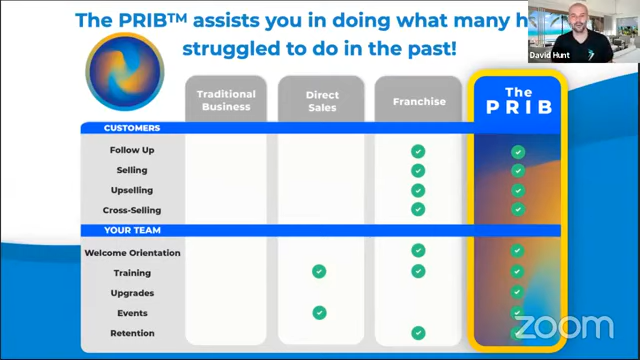 The PRIB™ assists you in doing what many h
struggled to do in the past!
David Hunt
Traditional
Business
Direct
Sales
Franchise
The
PRIB
CUSTOMERS
Follow Up
Selling
Upselling
Cross-Selling
YOUR TEAM
Welcome Orientation
Training
Upgrades
Events
Retention
zoom